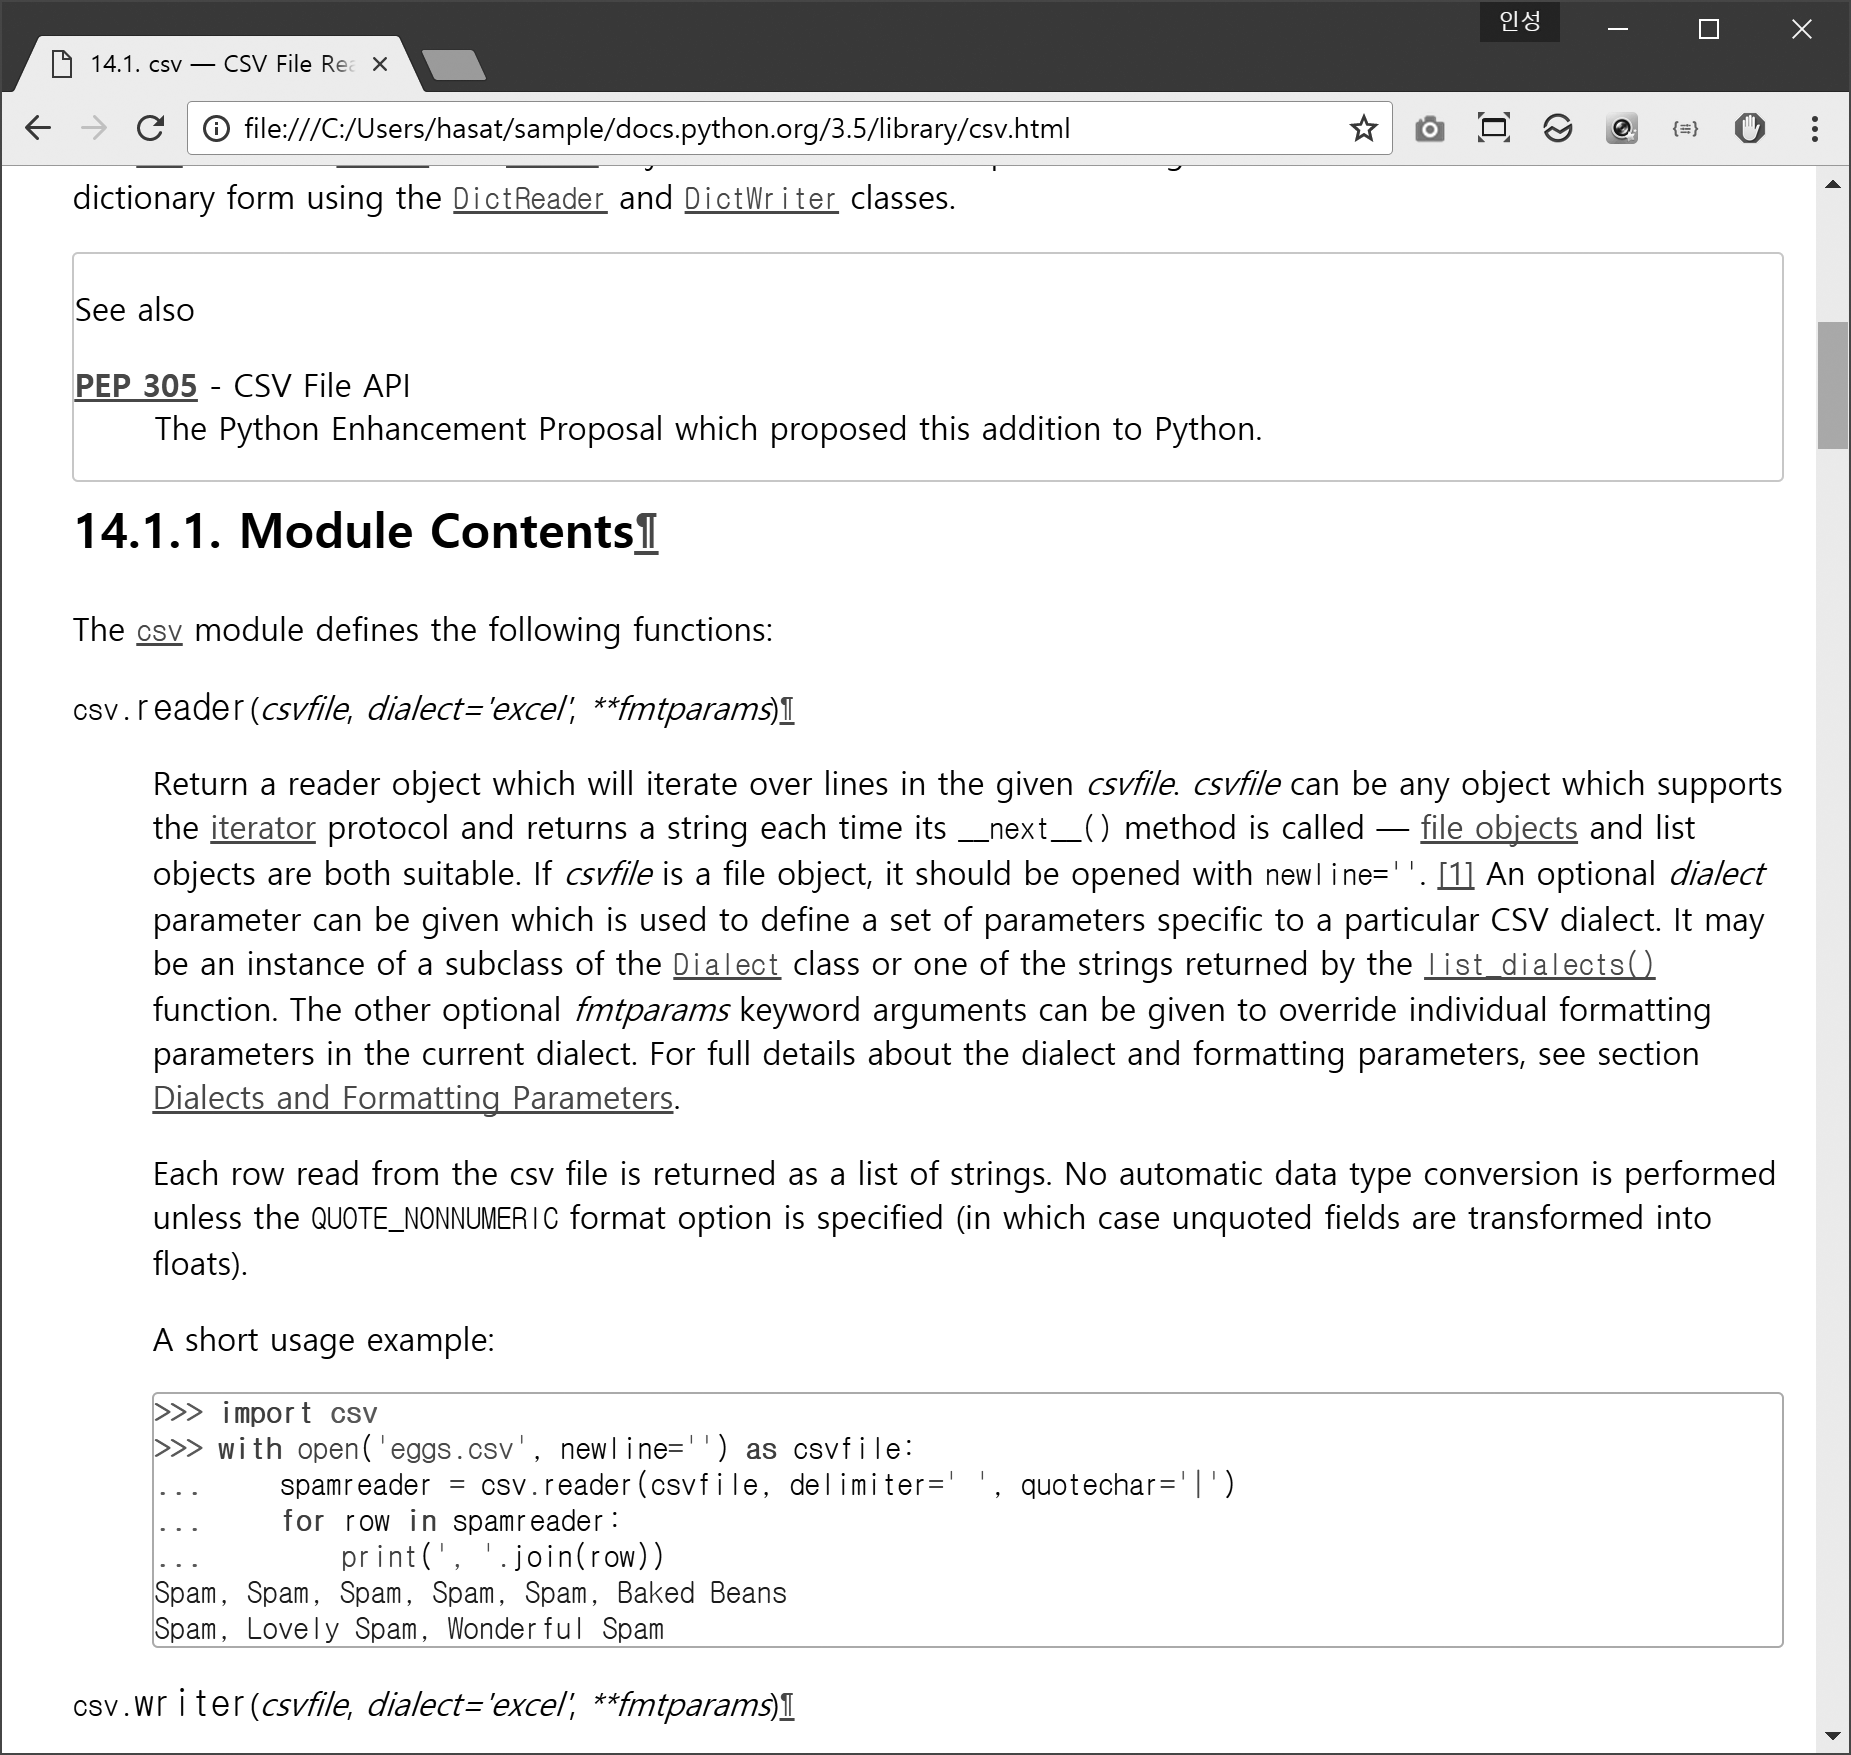 인성
14.1. csv — CSV File Rea
file:///C:/Users/hasat/sample/docs.python.org/3.5/library/csv.html
dictionary form using the DictReader and DictWriter classes.
See also
PEP 305 - CSV File API
The Python Enhancement Proposal which proposed this addition to Python.
14.1.1. Module Contents¶
The csv module defines the following functions:
csv.reader(csvfile, dialect='excel', **fmtparams)¶
Return a reader object which will iterate over lines in the given csvfile. csvfile can be any object which supports
the iterator protocol and returns a string each time its __next__() method is called — file objects and list
objects are both suitable. If csvfile is a file object, it should be opened with newline=''. [1] An optional dialect
parameter can be given which is used to define a set of parameters specific to a particular CSV dialect. It may
be an instance of a subclass of the Dialect class or one of the strings returned by the list_dialects()
function. The other optional fmtparams keyword arguments can be given to override individual formatting
parameters in the current dialect. For full details about the dialect and formatting parameters, see section
Dialects and Formatting Parameters.
Each row read from the csv file is returned as a list of strings. No automatic data type conversion is performed
unless the QUOTE_NONNUMERIC format option is specified (in which case unquoted fields are transformed into
floats).
A short usage example:
>>> import csv
>>> with open('eggs.csv', newline='') as csvfile:
...     spamreader = csv.reader(csvfile, delimiter=' ', quotechar='|')
...     for row in spamreader:
...         print(', '.join(row))
Spam, Spam, Spam, Spam, Spam, Baked Beans
Spam, Lovely Spam, Wonderful Spam
csv.writer(csvfile, dialect='excel', **fmtparams)¶